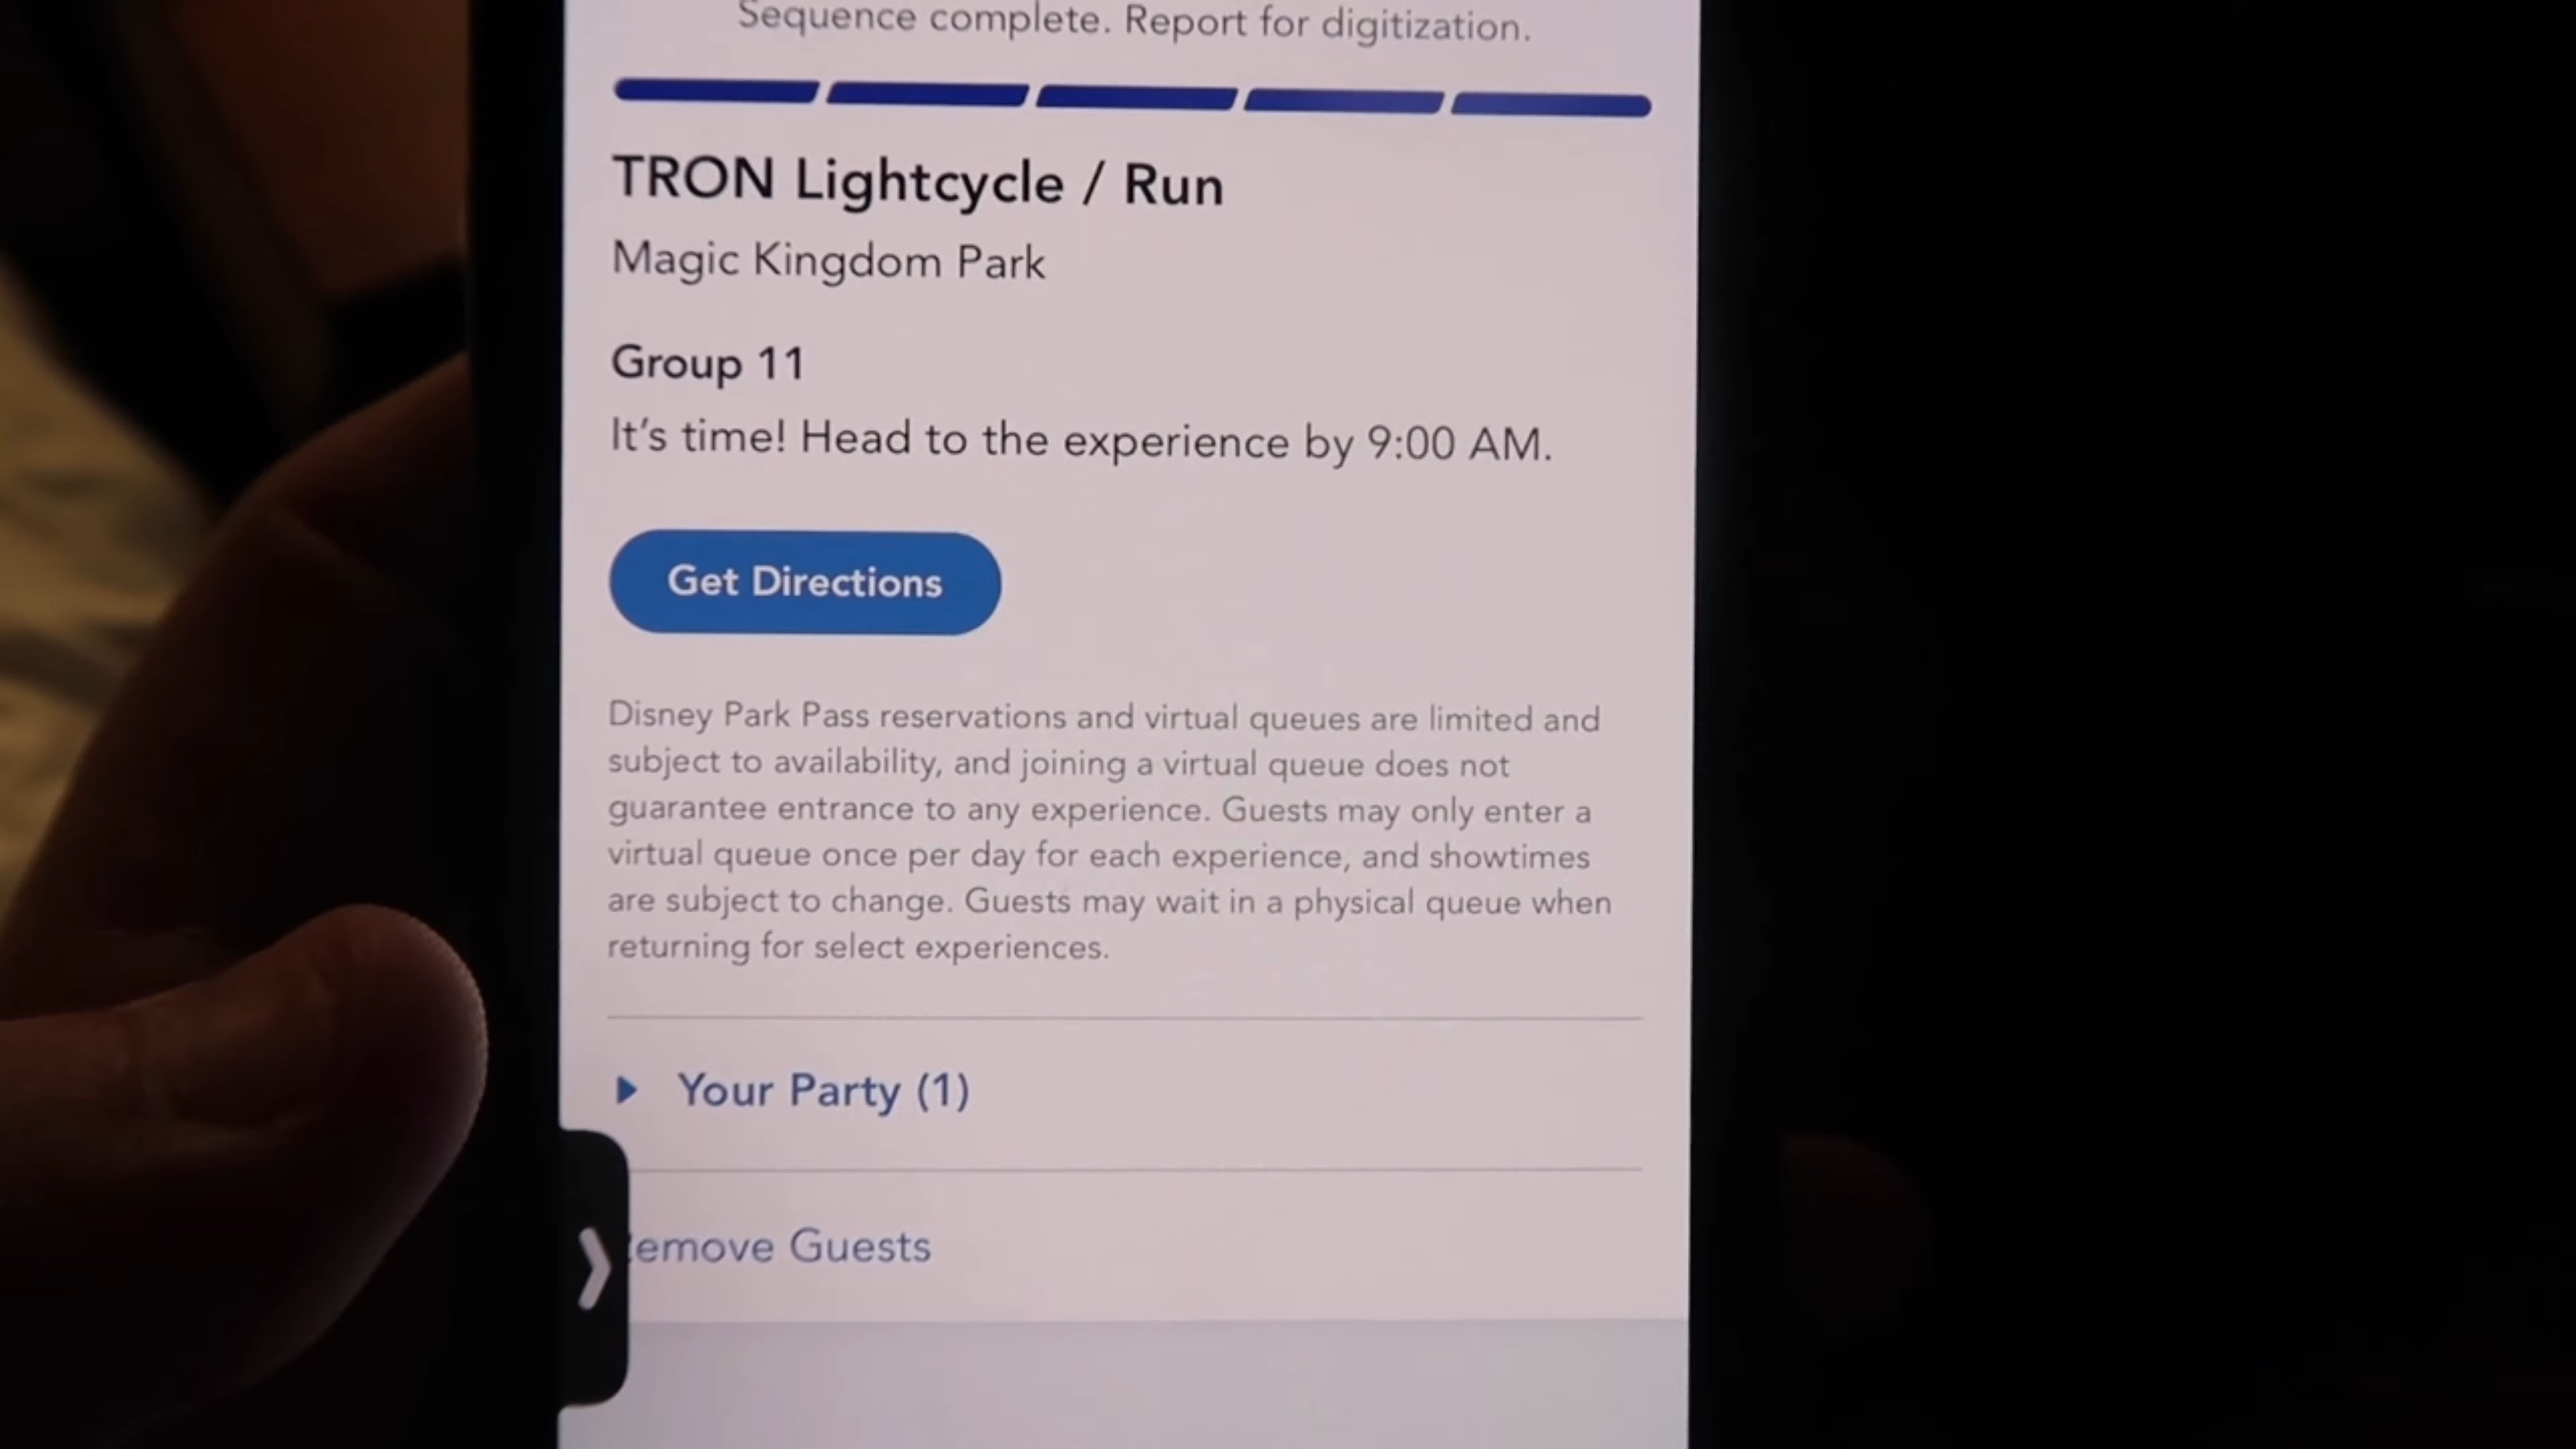 Sequence complete. Report for digitization.
TRON Lightcycle / Run
Magic Kingdom Park
Group 11
It's time! Head to the experience by 9:00 AM.
Get Directions
Disney Park Pass reservations and virtual queues are limited and
subject to availability, and joining a virtual queue does not
guarantee entrance to any experience. Guests may only enter a
virtual queue once per day for each experience, and showtimes
are subject to change. Guests may wait in a physical queue when
returning for select experiences.
Your Party (1)
emove Guests